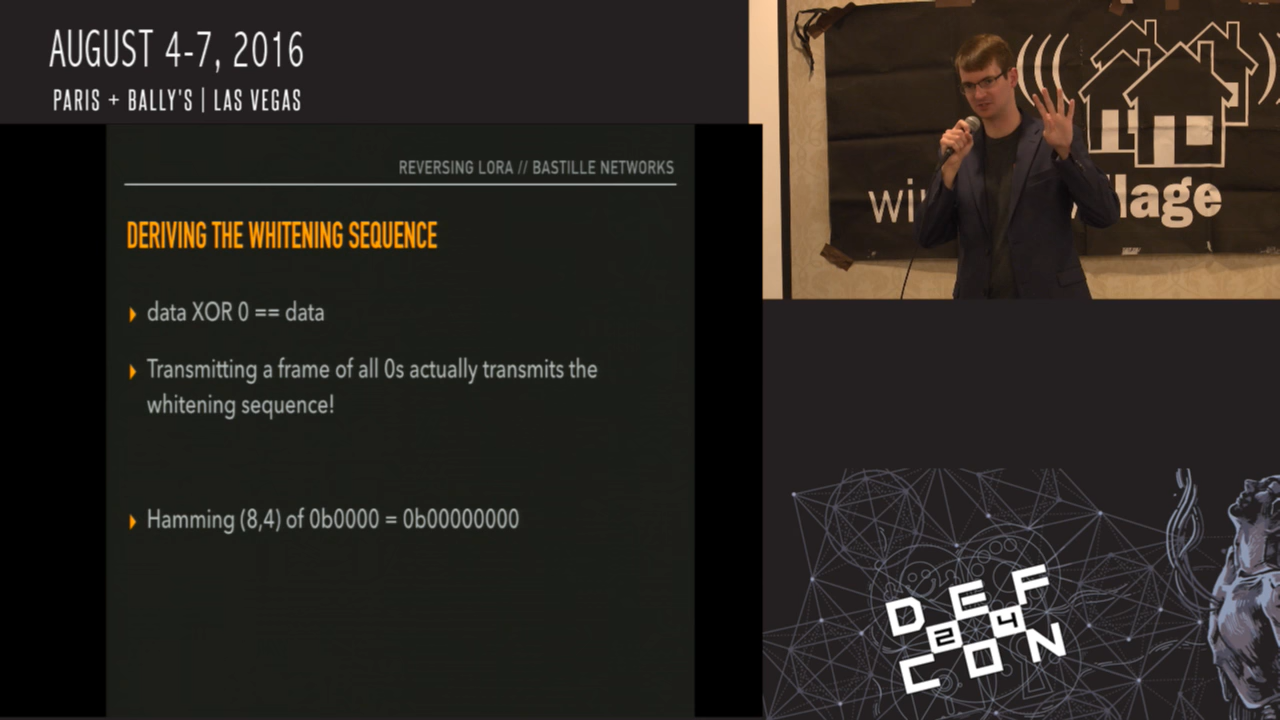 AUGUST 4-7, 2016
PARIS + BALLY'S | LAS VEGAS
REVERSING LORA // BASTILLE NETWORKS
DERIVING THE WHITENING SEQUENCE
data XOR 0 == data
Transmitting a frame of all 0s actually transmits the
whitening sequence!
Hamming (8,4) of 0b0000 = 0b00000000
DEF
24
CON